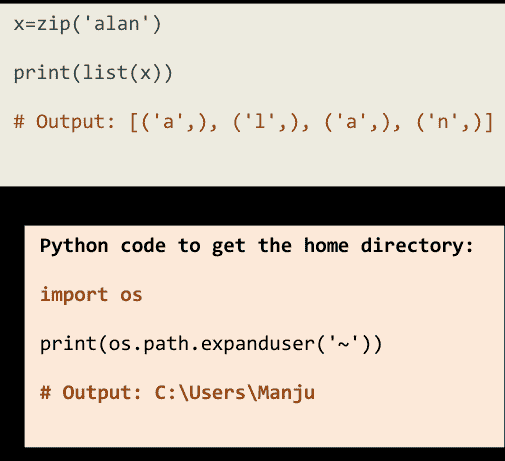 x=zip('alan')
print(list(x))
# Output: [('a',), ('l',), ('a',), ('n',)]
Python code to get the home directory:
import os
print(os.path.expanduser('~'))
# Output: C:\Users\Manju